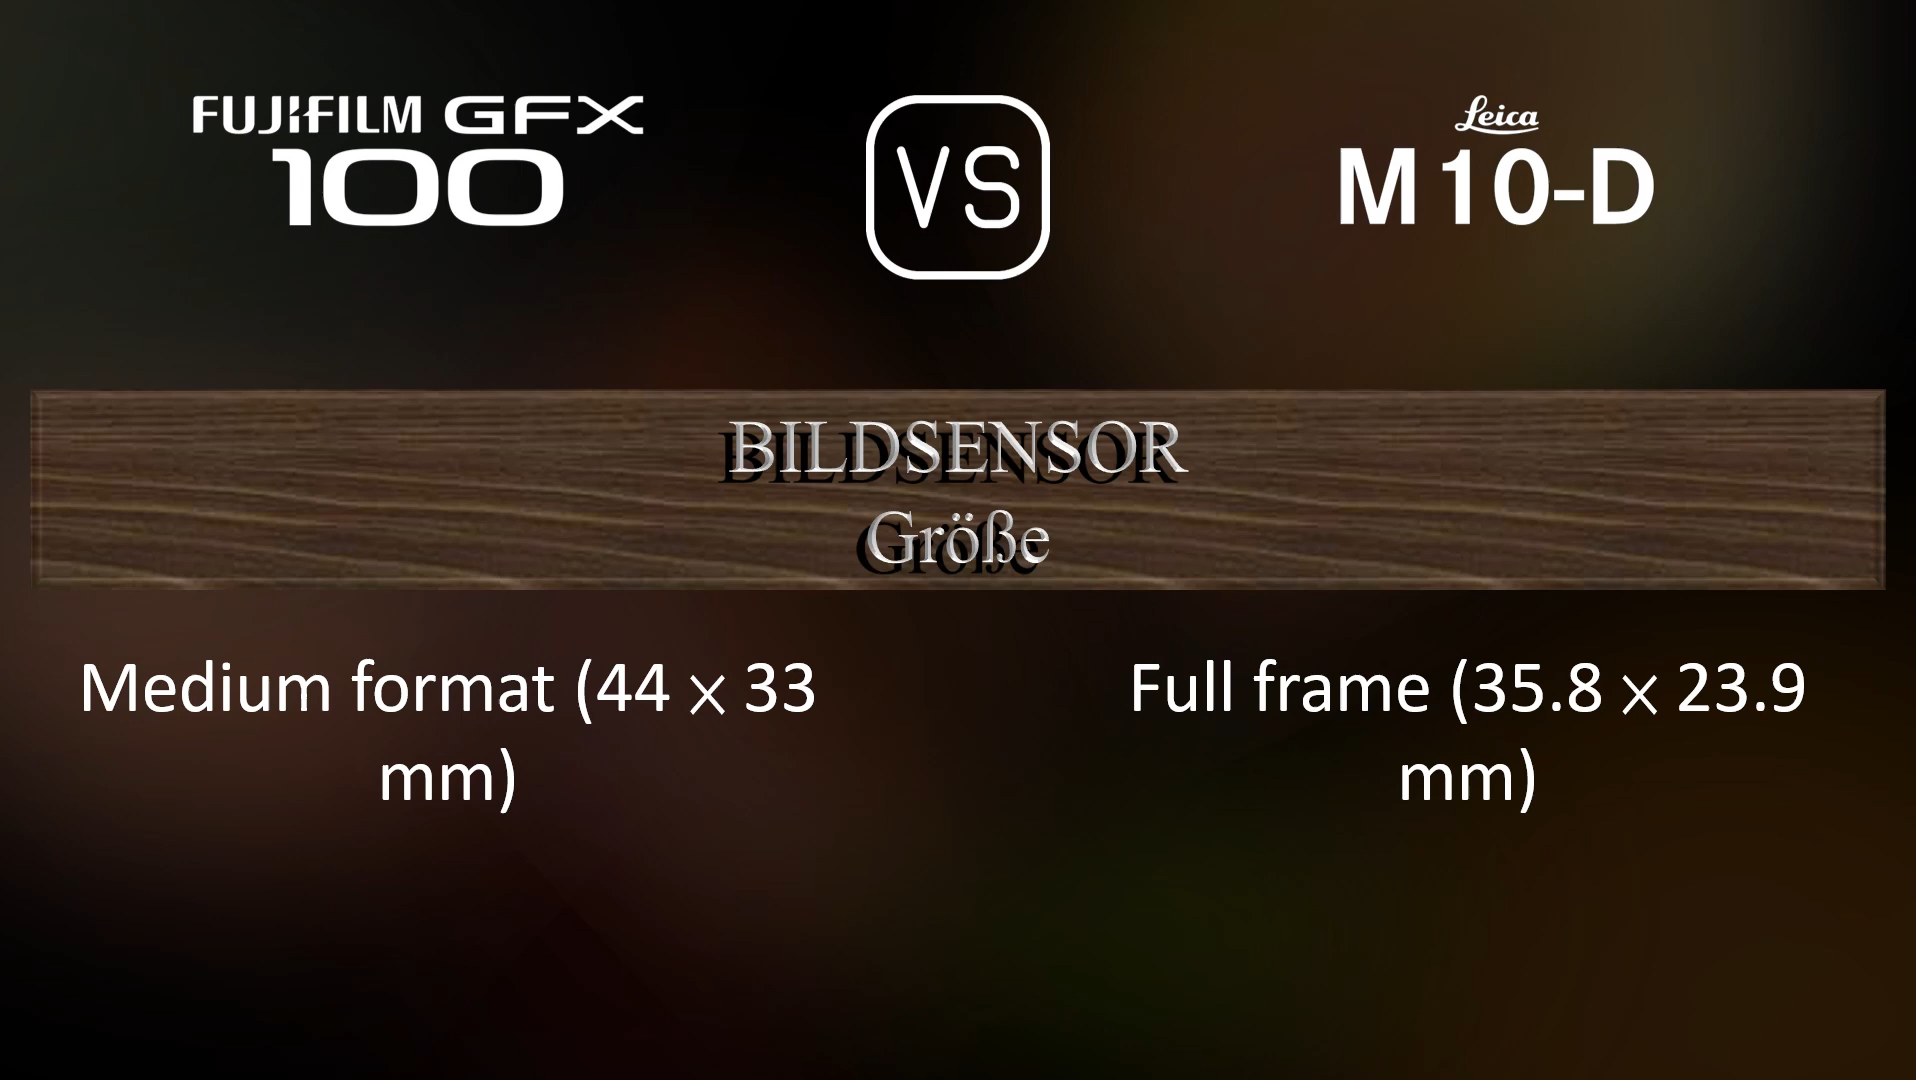 FUJIFILM GFX
100
VS
Leica
M10-D
BILDSENSOR
Größe
Medium format (44 x 33
mm)
Full frame (35.8 x 23.9
mm)